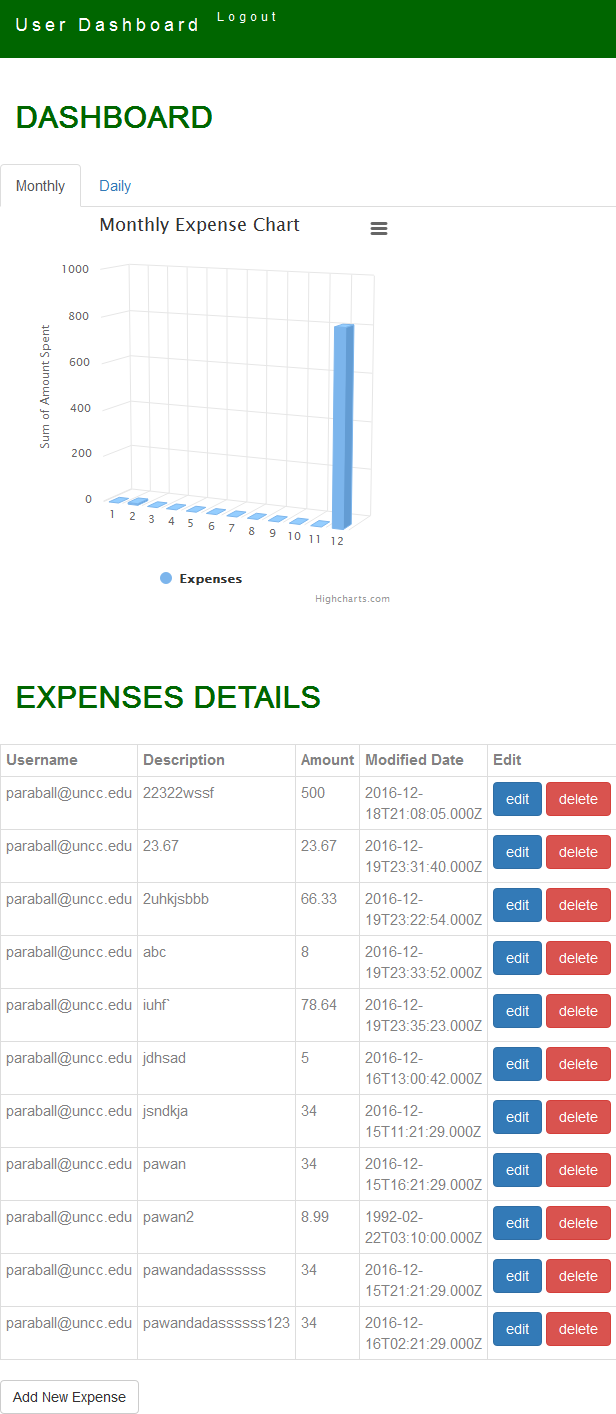 User Dashboard Logout
DASHBOARD
Monthly Daily
Monthly Expense Chart
Sum of Amount Spent
1000
800
600
400
200
0
1 2 3 4 5 6 7 8 9 10 11 12
Expenses
Highcharts.com
EXPENSES DETAILS
Username Description Amount Modified Date Edit
paraball@uncc.edu 22322wssf 500 2016-12-
18T21:08:05.000Z edit delete
paraball@uncc.edu 23.67 23.67 2016-12-
19T23:31:40.000Z edit delete
paraball@uncc.edu 2uhkjsbbb 66.33 2016-12-
19T23:22:54.000Z edit delete
paraball@uncc.edu abc 8 2016-12-
19T23:33:52.000Z edit delete
paraball@uncc.edu iuhf` 78.64 2016-12-
19T23:35:23.000Z edit delete
paraball@uncc.edu jdhsad 5 2016-12-
16T13:00:42.000Z edit delete
paraball@uncc.edu jsndkja 34 2016-12-
15T11:21:29.000Z edit delete
paraball@uncc.edu pawan 34 2016-12-
15T16:21:29.000Z edit delete
paraball@uncc.edu pawan2 8.99 1992-02-
22T03:10:00.000Z edit delete
paraball@uncc.edu pawandadassssss 34 2016-12-
15T21:21:29.000Z edit delete
paraball@uncc.edu pawandadassssss123 34 2016-12-
16T02:21:29.000Z edit delete
Add New Expense